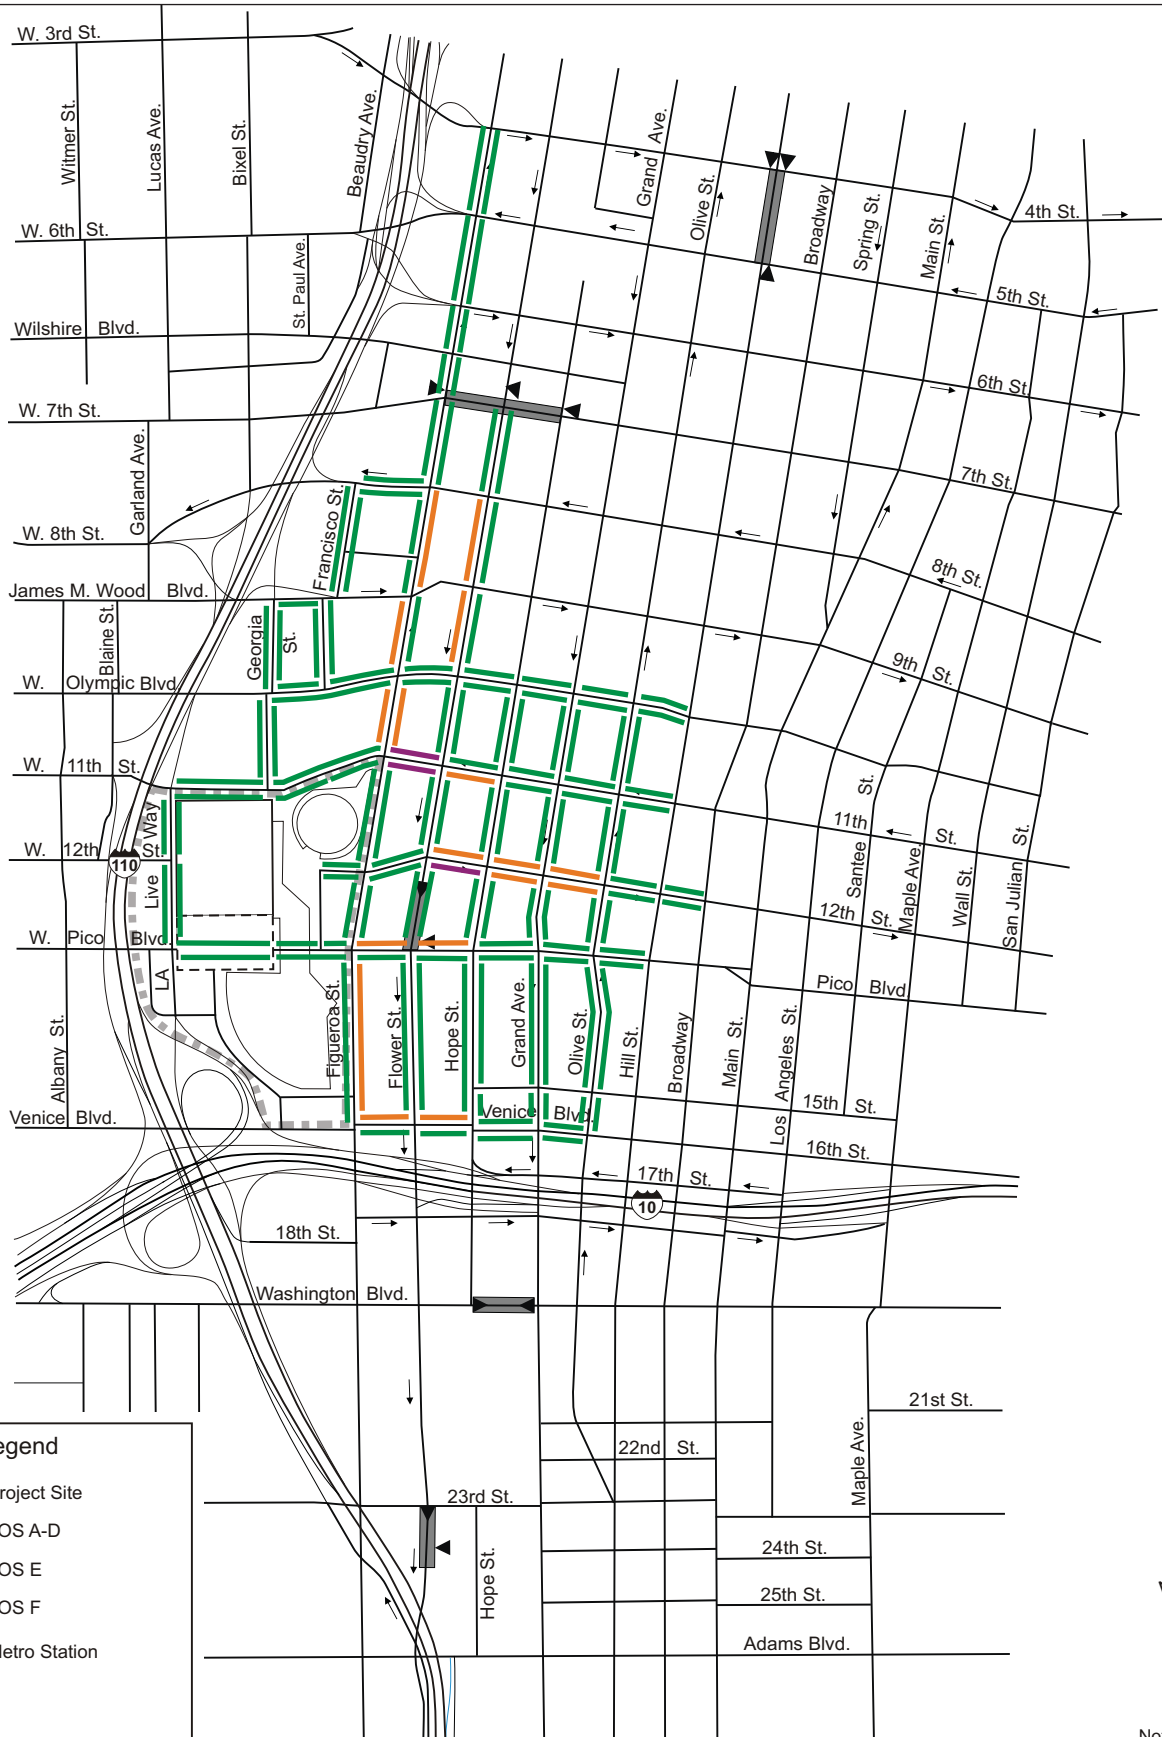 W. 3rd St.
Witmer St.
Lucas Ave.
Bixel St.
Beaudry Ave.
Grand Ave.
Olive St.
Broadway
Spring St.
Main St.
4th St.
W. 6th St.
St. Paul Ave.
5th St.
Wilshire Blvd.
6th St.
W. 7th St.
Garland Ave.
7th St.
Francisco St.
W. 8th St.
8th St.
James M. Wood Blvd.
Blaine St.
Georgia St.
9th St.
W. Olympic Blvd.
W. 11th St.
11th St.
Santee St.
Maple Ave.
Wall St.
San Julian St.
W. 12th St.
110
LA Live Way
12th St.
W. Pico Blvd.
Pico Blvd.
Albany St.
Figueroa St.
Flower St.
Hope St.
Grand Ave.
Olive St.
Hill St.
Broadway
Main St.
Los Angeles St.
Venice Blvd.
Venice Blvd.
15th St.
16th St.
17th St.
10
18th St.
Washington Blvd.
21st St.
22nd St.
Maple Ave.
23rd St.
Hope St.
24th St.
25th St.
Adams Blvd.
egend
roject Site
OS A-D
OS E
OS F
etro Station
No